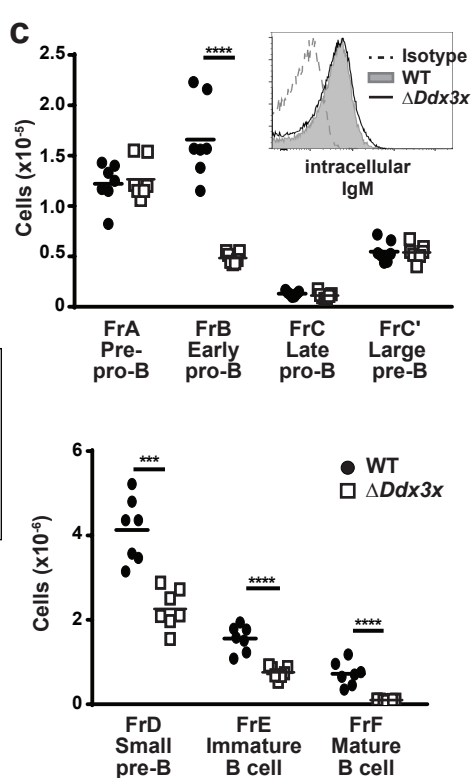 C
2.5
2.0
1.5
1.0
0.5
0
Cells (x10⁻⁵)
****
Isotype
WT
ΔDdx3x
intracellular
IgM
FrA
Pre-
pro-B
FrB
Early
pro-B
FrC
Late
pro-B
FrC'
Large
pre-B
6
4
2
0
Cells (x10⁻⁶)
***
****
****
WT
ΔDdx3x
FrD
Small
pre-B
FrE
Immature
B cell
FrF
Mature
B cell